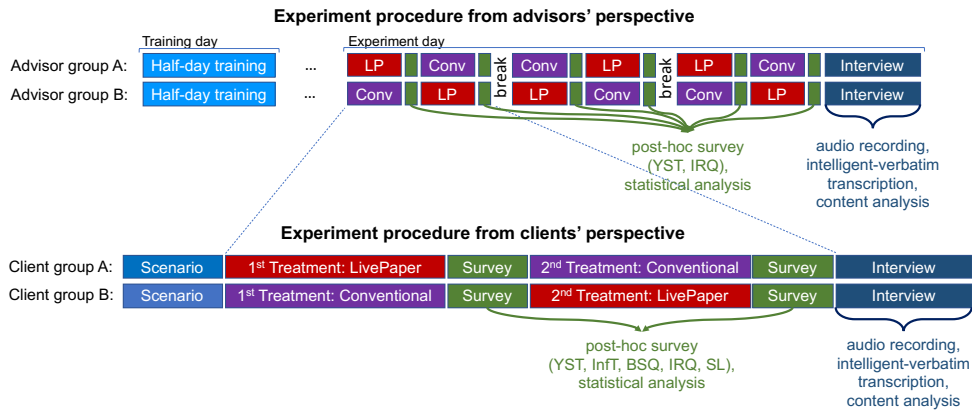 Experiment procedure from advisors' perspective
Training day
Experiment day
Advisor group A: Half-day training ... LP Conv break Conv LP break LP Conv Interview
Advisor group B: Half-day training ... Conv LP LP Conv Conv LP Interview
post-hoc survey
(YST, IRQ),
statistical analysis
audio recording,
intelligent-verbatim
transcription,
content analysis
Experiment procedure from clients' perspective
Client group A: Scenario 1st Treatment: LivePaper Survey 2nd Treatment: Conventional Survey Interview
Client group B: Scenario 1st Treatment: Conventional Survey 2nd Treatment: LivePaper Survey Interview
post-hoc survey
(YST, InfT, BSQ, IRQ, SL),
statistical analysis
audio recording,
intelligent-verbatim
transcription,
content analysis